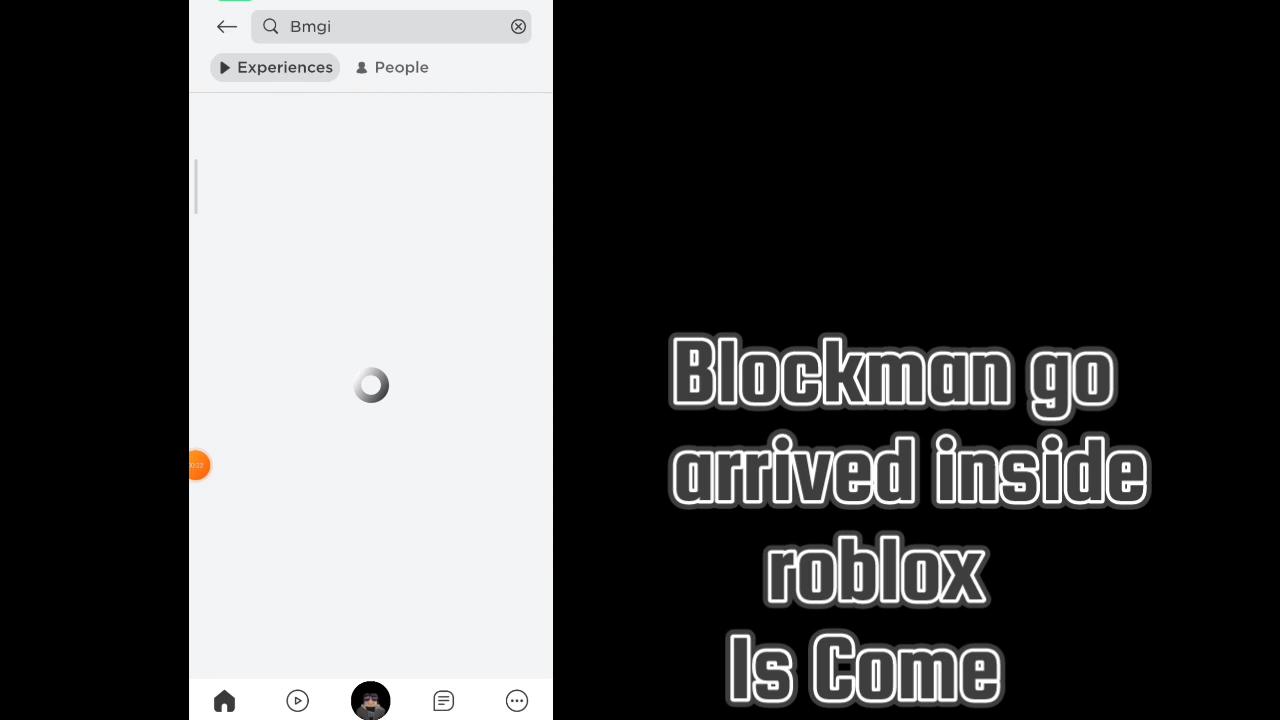 Bmgi
Experiences
People
Blockman go
arrived inside
roblox
Is Come